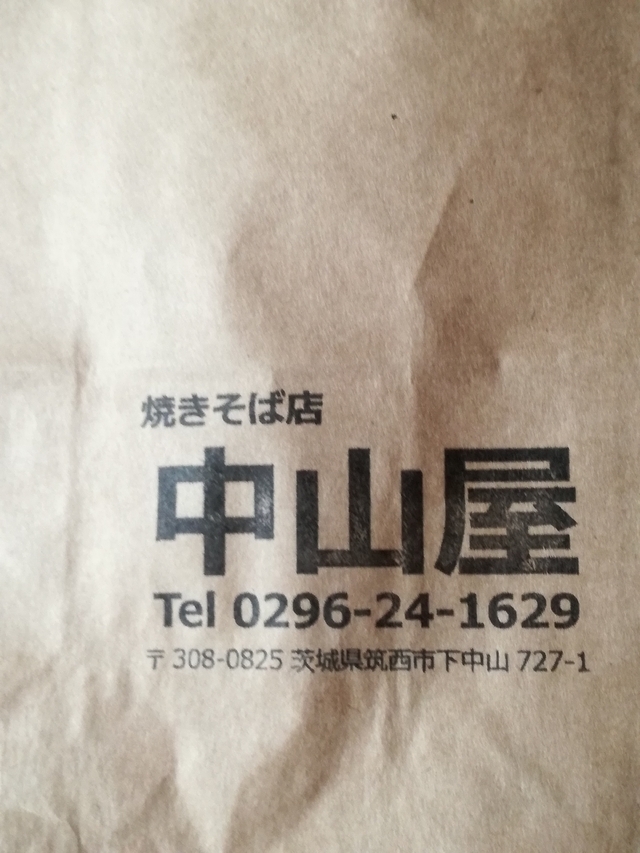 焼きそば店
中山屋
Tel 0296-24-1629
〒308-0825 茨城県筑西市下中山 727-1